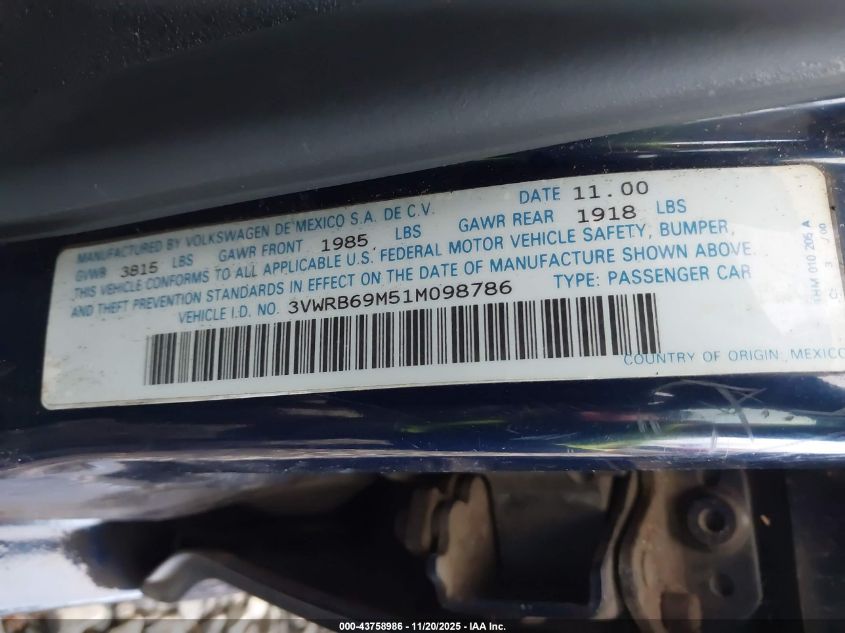 MANUFACTURED BY VOLKSWAGEN DE MEXICO S.A. DE C.V. DATE 11.00
GVWR 3815 LBS GAWR FRONT 1985 LBS GAWR REAR 1918 LBS
THIS VEHICLE CONFORMS TO ALL APPLICABLE U.S. FEDERAL MOTOR VEHICLE SAFETY, BUMPER,
AND THEFT PREVENTION STANDARDS IN EFFECT ON THE DATE OF MANUFACTURE SHOWN ABOVE.
VEHICLE I.D. NO. 3VWRB69M51M098786 TYPE: PASSENGER CAR
COUNTRY OF ORIGIN MEXICO
1HM 010 205 A
000-43758986 - 11/20/2025 - IAA Inc.